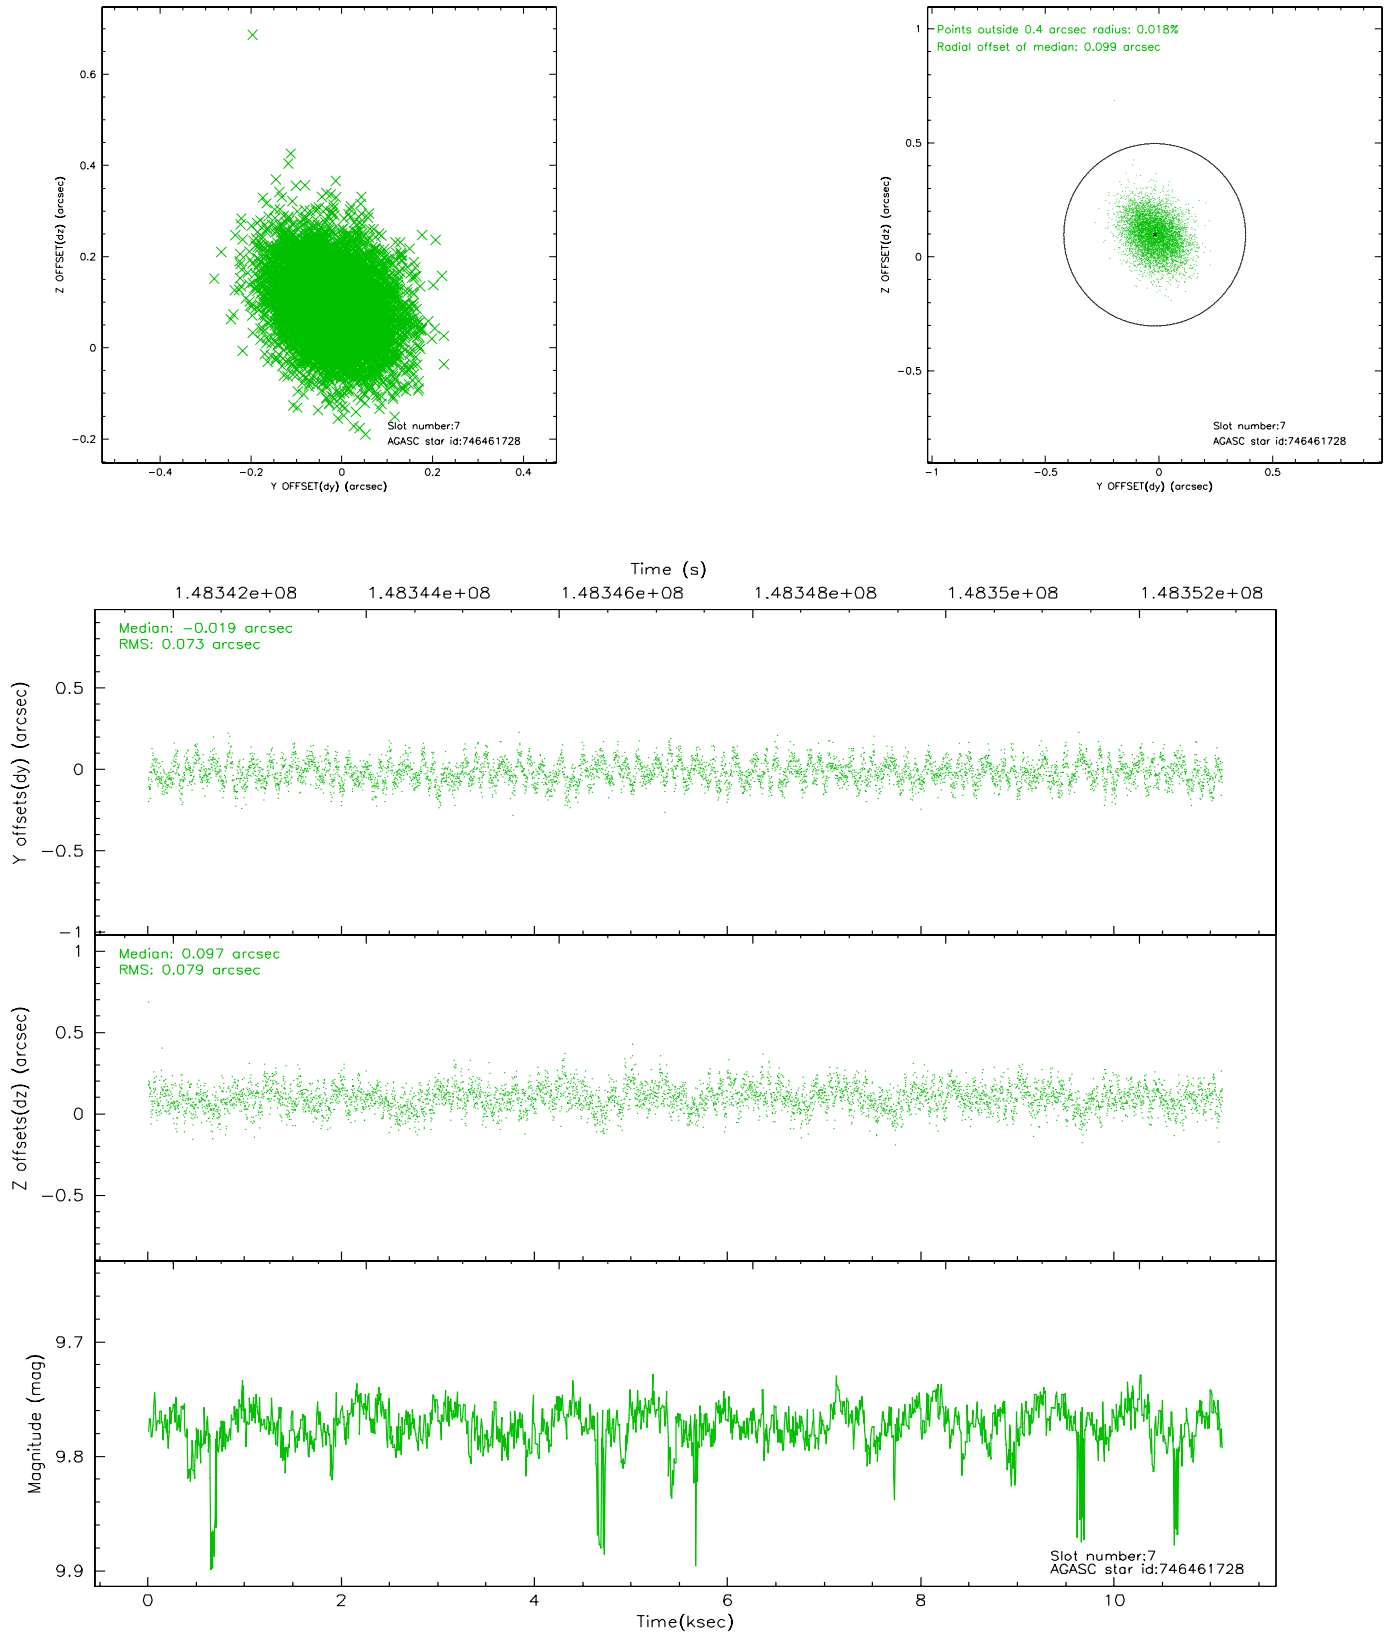 0.6
0.4
0.2
0
−0.2
Z OFFSET(dz) (arcsec)
−0.4
−0.2
0
0.2
0.4
Y OFFSET(dy) (arcsec)
Slot number:7
AGASC star id:746461728
Points outside 0.4 arcsec radius: 0.018%
Radial offset of median: 0.099 arcsec
1
0.5
0
−0.5
Z OFFSET(dz) (arcsec)
−1
−0.5
0
0.5
Y OFFSET(dy) (arcsec)
Slot number:7
AGASC star id:746461728
Time (s)
1.48342e+08
1.48344e+08
1.48346e+08
1.48348e+08
1.4835e+08
1.48352e+08
Median: −0.019 arcsec
RMS: 0.073 arcsec
0.5
0
−0.5
−1
Y offsets(dy) (arcsec)
Median: 0.097 arcsec
RMS: 0.079 arcsec
1
0.5
0
−0.5
Z offsets(dz) (arcsec)
9.7
9.8
9.9
Magnitude (mag)
Slot number:7
AGASC star id:746461728
0
2
4
6
8
10
Time(ksec)